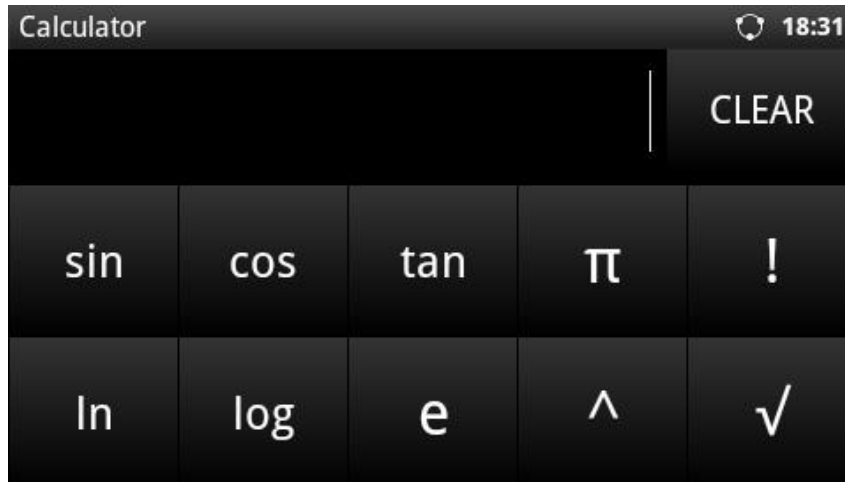 Calculator 18:31
CLEAR
sin cos tan π !
ln log e ^ √